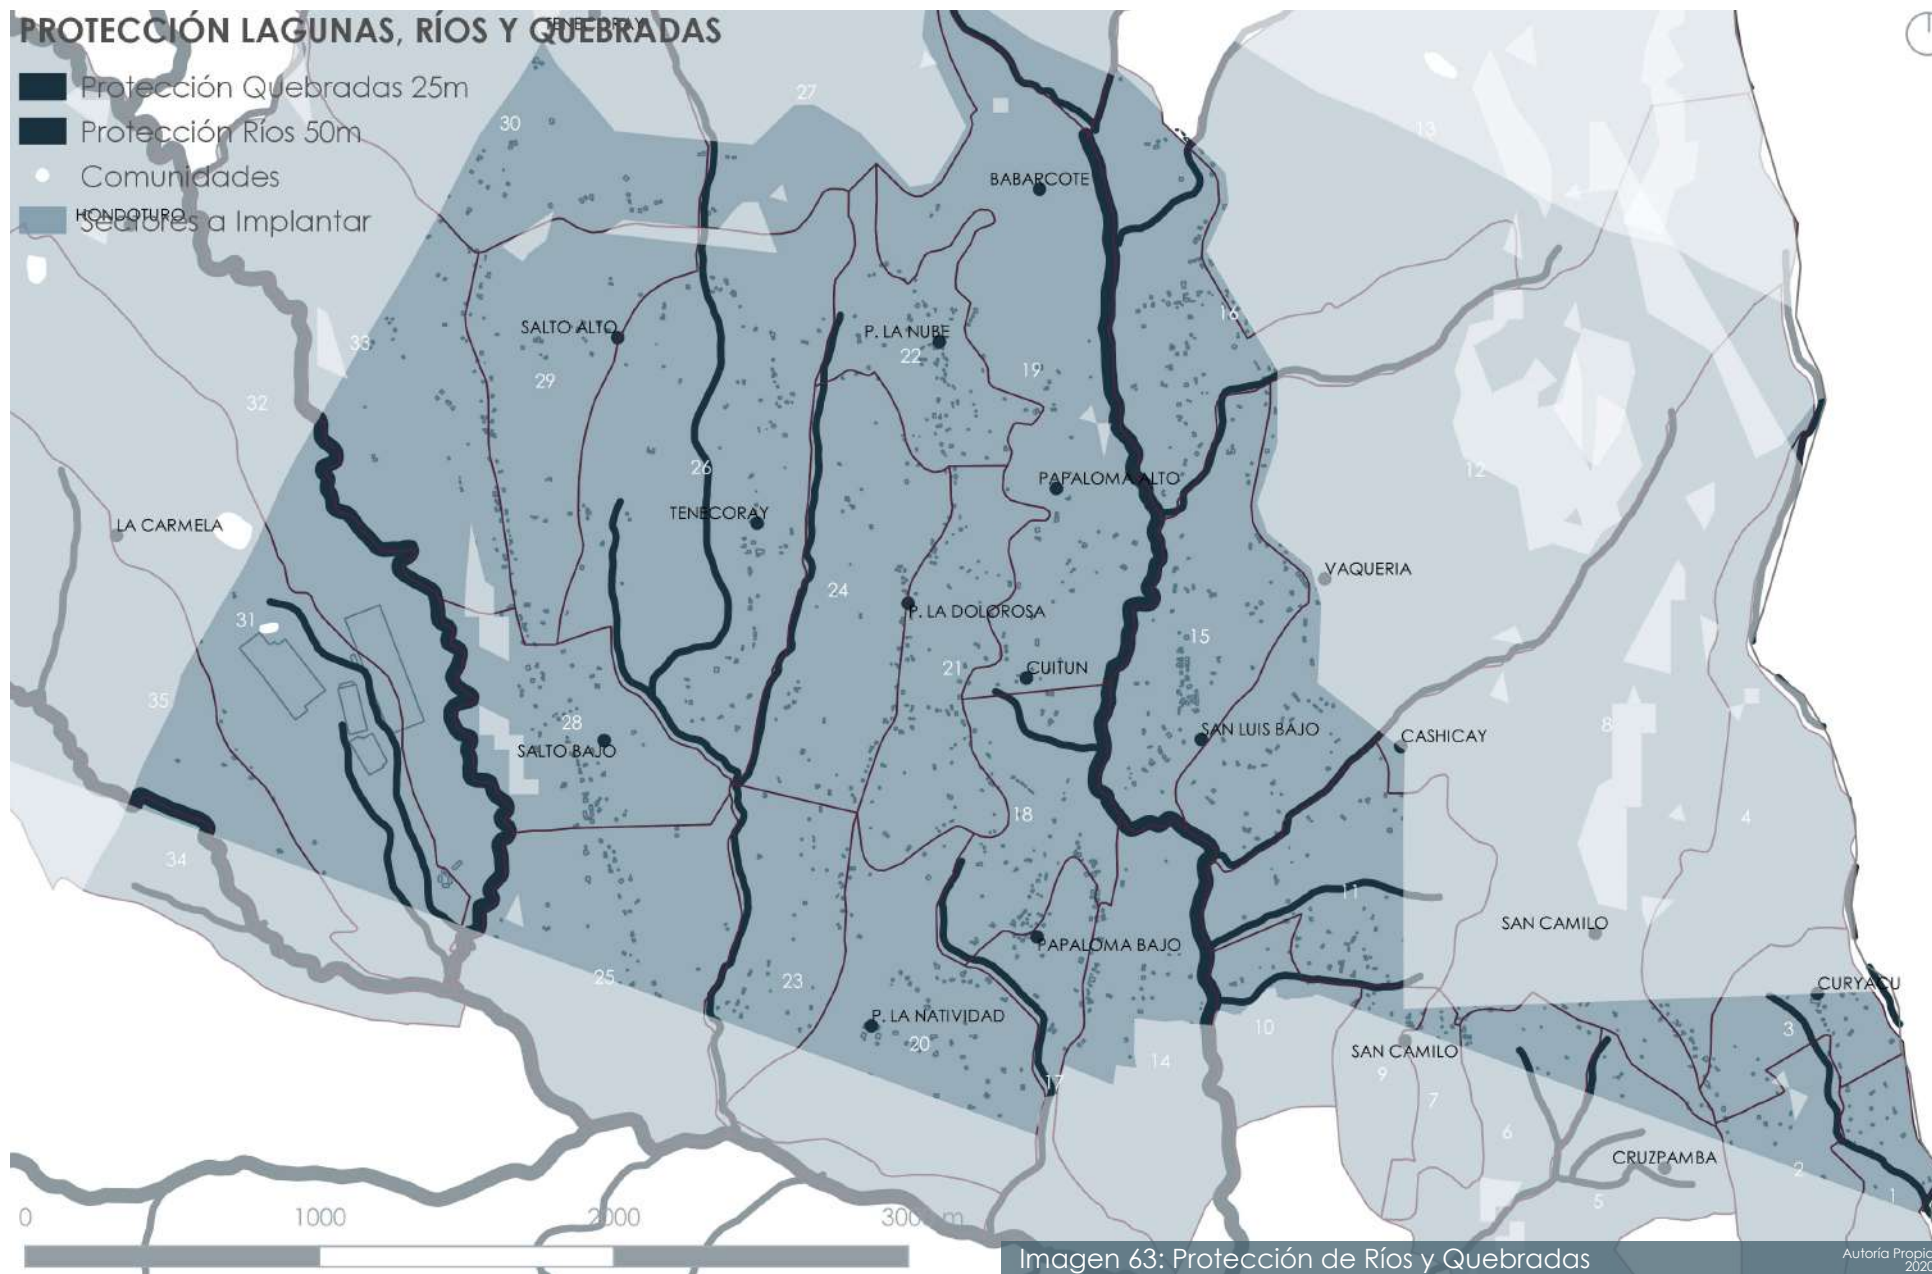 PROTECCIÓN LAGUNAS, RÍOS Y QUEBRADAS
TENECORAY
Protección Quebradas 25m
Protección Ríos 50m
Comunidades
HONDOTURO
Sectores a Implantar
27
30
13
BABARCOTE
16
SALTO ALTO
P. LA NUBE
22
33
29
19
32
26
12
PAPALOMA ALTO
TENECORAY
LA CARMELA
VAQUERIA
24
P. LA DOLOROSA
31
15
21
CUITUN
35
28
SALTO BAJO
SAN LUIS BAJO
CASHICAY
8
18
4
34
11
SAN CAMILO
PAPALOMA BAJO
25
23
CURYACU
P. LA NATIVIDAD
20
10
3
SAN CAMILO
14
9
17
7
6
CRUZPAMBA
2
5
1
0 1000 2000 m
Imagen 63: Protección de Ríos y Quebradas
Autoría Propia